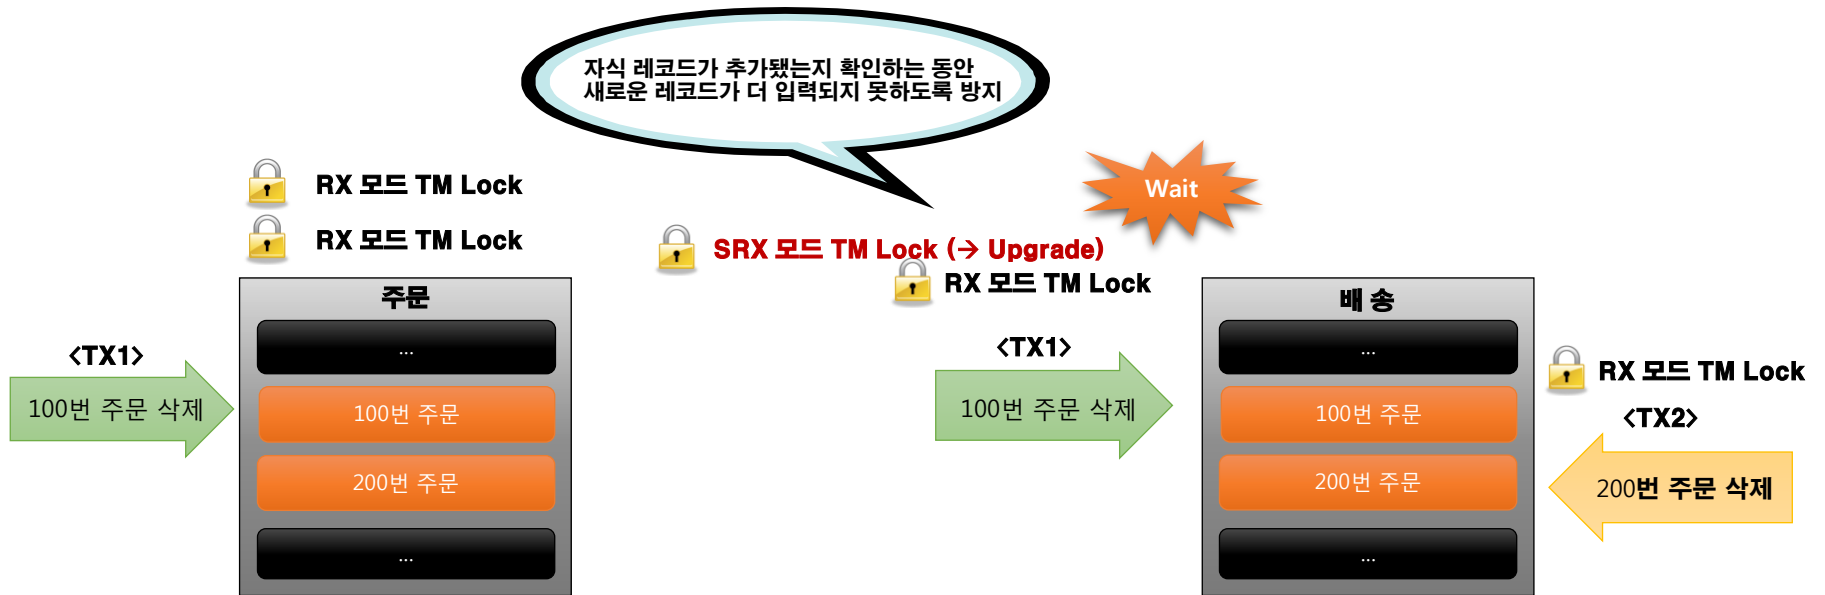 자식 레코드가 추가됐는지 확인하는 동안
새로운 레코드가 더 입력되지 못하도록 방지
RX 모드 TM Lock
RX 모드 TM Lock
Wait
SRX 모드 TM Lock (→ Upgrade)
RX 모드 TM Lock
주문
...
100번 주문
200번 주문
...
<TX1>
100번 주문 삭제
<TX1>
100번 주문 삭제
배 송
...
100번 주문
200번 주문
...
RX 모드 TM Lock
<TX2>
200번 주문 삭제